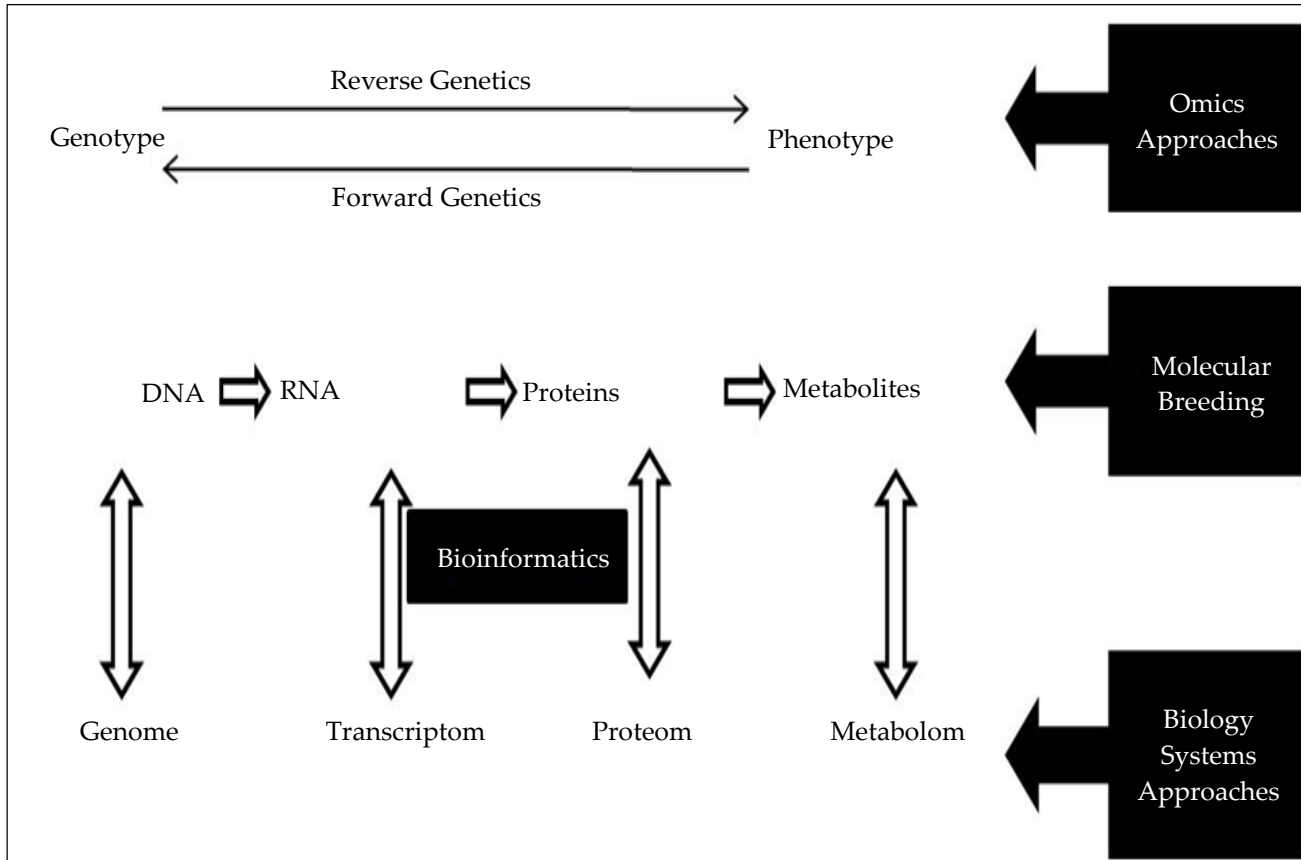 Reverse Genetics
Genotype
Phenotype
Forward Genetics
Omics
Approaches
DNA
RNA
Proteins
Metabolites
Molecular
Breeding
Bioinformatics
Genome
Transcriptom
Proteom
Metabolom
Biology
Systems
Approaches